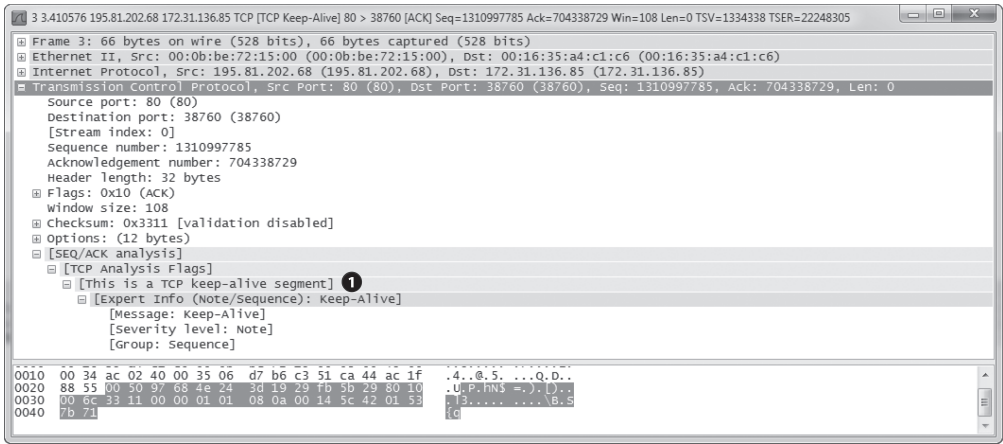 3 3.410576 195.81.202.68 172.31.136.85 TCP [TCP Keep-Alive] 80 > 38760 [ACK] Seq=1310997785 Ack=704338729 Win=108 Len=0 TSV=1334338 TSER=22248305
Frame 3: 66 bytes on wire (528 bits), 66 bytes captured (528 bits)
Ethernet II, Src: 00:0b:be:72:15:00 (00:0b:be:72:15:00), Dst: 00:16:35:a4:c1:c6 (00:16:35:a4:c1:c6)
Internet Protocol, Src: 195.81.202.68 (195.81.202.68), Dst: 172.31.136.85 (172.31.136.85)
Transmission Control Protocol, Src Port: 80 (80), Dst Port: 38760 (38760), Seq: 1310997785, Ack: 704338729, Len: 0
Source port: 80 (80)
Destination port: 38760 (38760)
[Stream index: 0]
Sequence number: 1310997785
Acknowledgement number: 704338729
Header length: 32 bytes
Flags: 0x10 (ACK)
Window size: 108
Checksum: 0x3311 [validation disabled]
Options: (12 bytes)
[SEQ/ACK analysis]
[TCP Analysis Flags]
[This is a TCP keep-alive segment] 1
[Expert Info (Note/Sequence): Keep-Alive]
[Message: Keep-Alive]
[Severity level: Note]
[Group: Sequence]
0010 00 34 ac 02 40 00 35 06 d7 b6 c3 51 ca 44 ac 1f .4..@.5. ...Q.D..
0020 88 55 00 50 97 68 4e 24 3d 19 29 fb 5b 29 80 10 .U.P.hN$ =.).[)..
0030 00 6c 33 11 00 00 01 01 08 0a 00 14 5c 42 01 53 .l3..... ....\B.S
0040 7b 71 {q